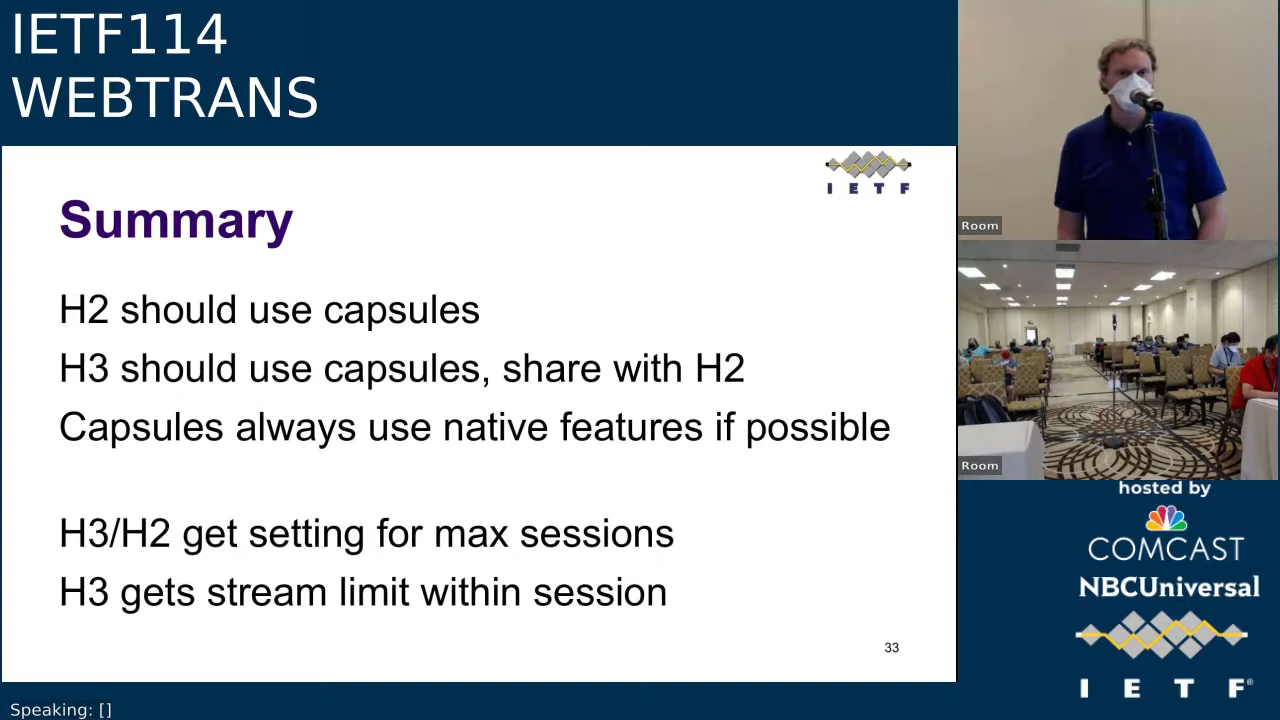 IETF114
WEBTRANS
I E T F
Summary
H2 should use capsules
H3 should use capsules, share with H2
Capsules always use native features if possible
H3/H2 get setting for max sessions
H3 gets stream limit within session
33
Speaking: []
Room
Room
hosted by
COMCAST
NBCUniversal
I E T F®